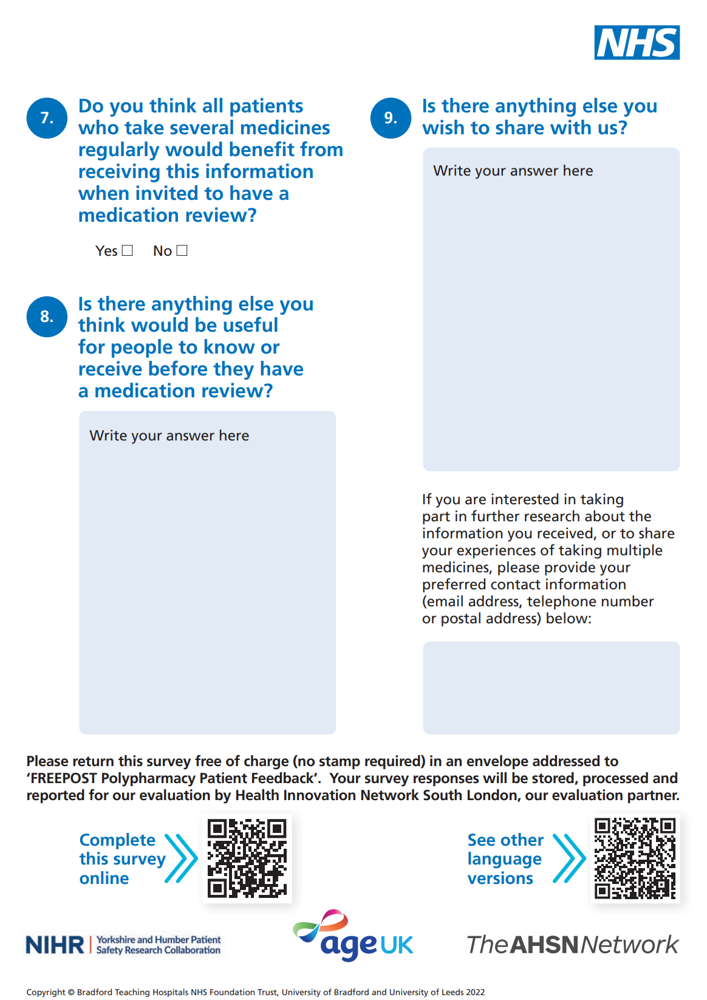 NHS
7.
Do you think all patients
who take several medicines
regularly would benefit from
receiving this information
when invited to have a
medication review?
Yes ☐ No ☐
8.
Is there anything else you
think would be useful
for people to know or
receive before they have
a medication review?
Write your answer here
9.
Is there anything else you
wish to share with us?
Write your answer here
If you are interested in taking
part in further research about the
information you received, or to share
your experiences of taking multiple
medicines, please provide your
preferred contact information
(email address, telephone number
or postal address) below:
Please return this survey free of charge (no stamp required) in an envelope addressed to
‘FREEPOST Polypharmacy Patient Feedback’.  Your survey responses will be stored, processed and
reported for our evaluation by Health Innovation Network South London, our evaluation partner.
Complete
this survey
online
See other
language
versions
NIHR | Yorkshire and Humber Patient
Safety Research Collaboration
age UK
TheAHSNNetwork
Copyright © Bradford Teaching Hospitals NHS Foundation Trust, University of Bradford and University of Leeds 2022